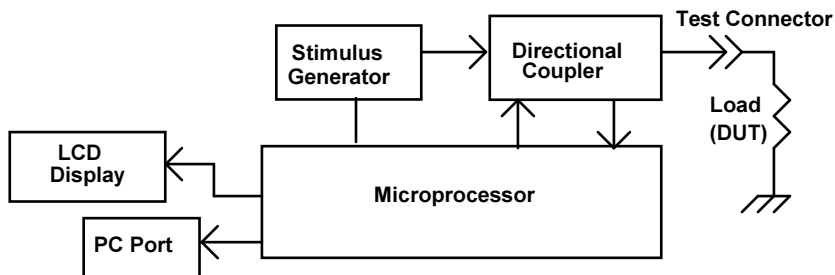 Test Connector
Stimulus
Generator
Directional
Coupler
Load
(DUT)
LCD
Display
Microprocessor
PC Port